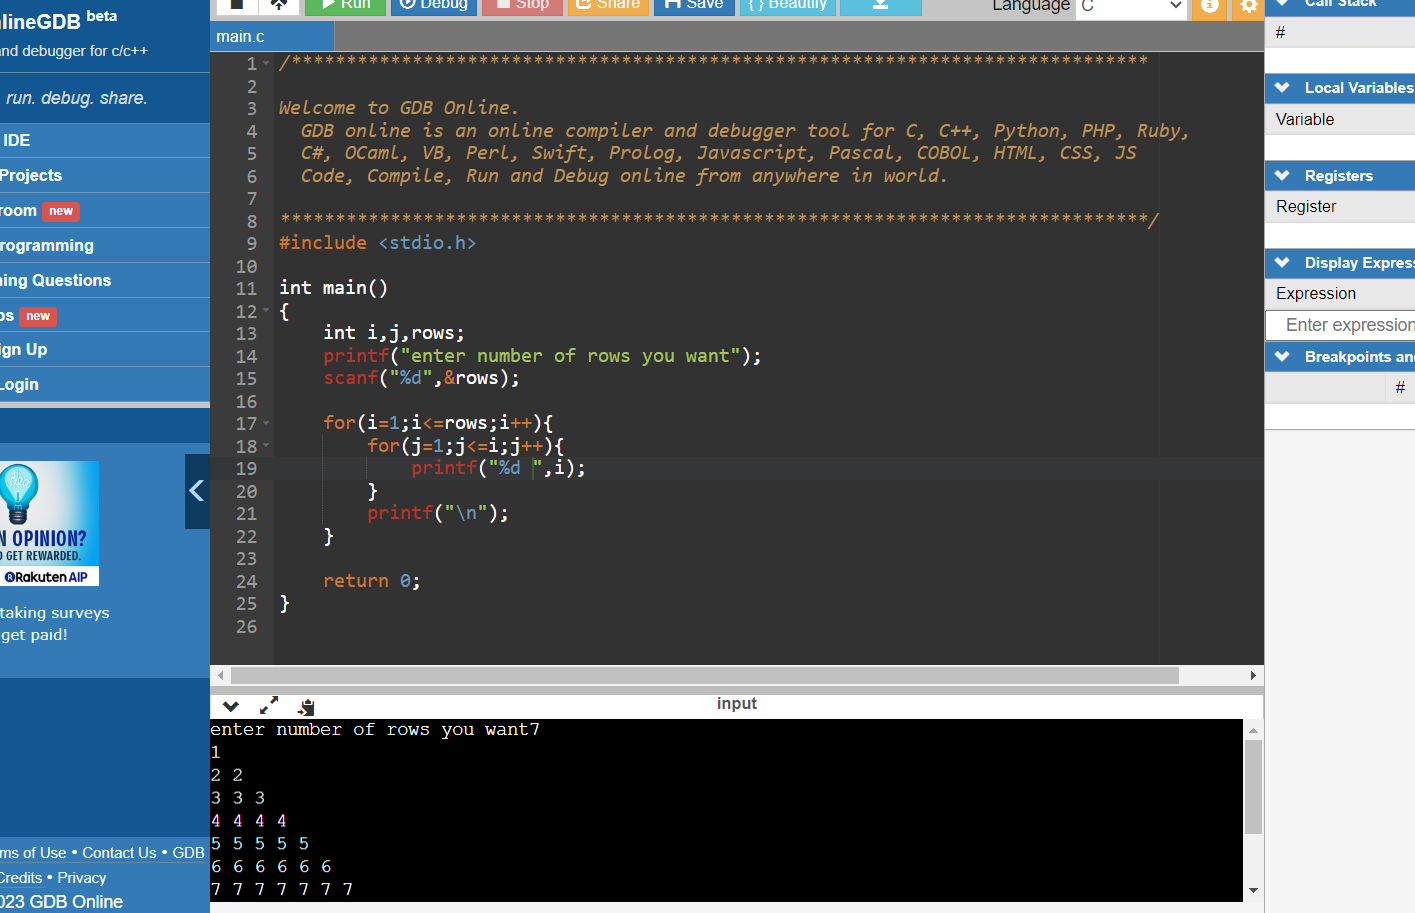 lineGDB beta
nd debugger for c/c++
run. debug. share.
IDE
Projects
room new
rogramming
ing Questions
os new
ign Up
Login
N OPINION?
GET REWARDED.
Rakuten AIP
taking surveys
get paid!
ms of Use • Contact Us • GDB
Credits • Privacy
023 GDB Online
Run Debug Stop Share Save { } Beautify
Language C
main.c
1 /******************************************************************************
2
3 Welcome to GDB Online.
4 GDB online is an online compiler and debugger tool for C, C++, Python, PHP, Ruby,
5 C#, OCaml, VB, Perl, Swift, Prolog, Javascript, Pascal, COBOL, HTML, CSS, JS
6 Code, Compile, Run and Debug online from anywhere in world.
7
8 *******************************************************************************/
9 #include <stdio.h>
10
11 int main()
12 {
13 int i,j,rows;
14 printf("enter number of rows you want");
15 scanf("%d",&rows);
16
17 for(i=1;i<=rows;i++){
18 for(j=1;j<=i;j++){
19 printf("%d ",i);
20 }
21 printf("\n");
22 }
23
24 return 0;
25 }
26
input
enter number of rows you want7
1
2 2
3 3 3
4 4 4 4
5 5 5 5 5
6 6 6 6 6 6
7 7 7 7 7 7 7
Call Stack
#
Local Variables
Variable
Registers
Register
Display Express
Expression
Enter expression
Breakpoints an
#